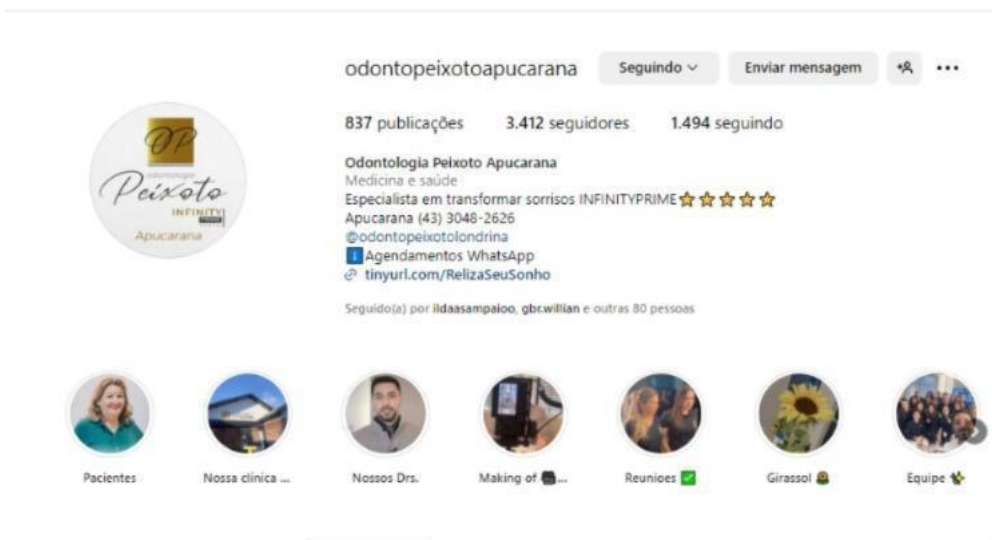 odontopeixotoapucarana Seguindo Enviar mensagem
837 publicações 3.412 seguidores 1.494 seguindo
OP
odontologia
Peixoto
INFINITY
PRIME
Apucarana
Odontologia Peixoto Apucarana
Medicina e saúde
Especialista em transformar sorrisos INFINITYPRIME⭐⭐⭐⭐⭐
Apucarana (43) 3048-2626
@odontopeixotolondrina
⬇️Agendamentos WhatsApp
tinyurl.com/RelizaSeuSonho
Seguido(a) por ildaasampaioo, gbr.willian e outras 80 pessoas
Pacientes Nossa clínica ... Nossos Drs. Making of 📷... Reunioes ✅ Girassol 🌻 Equipe